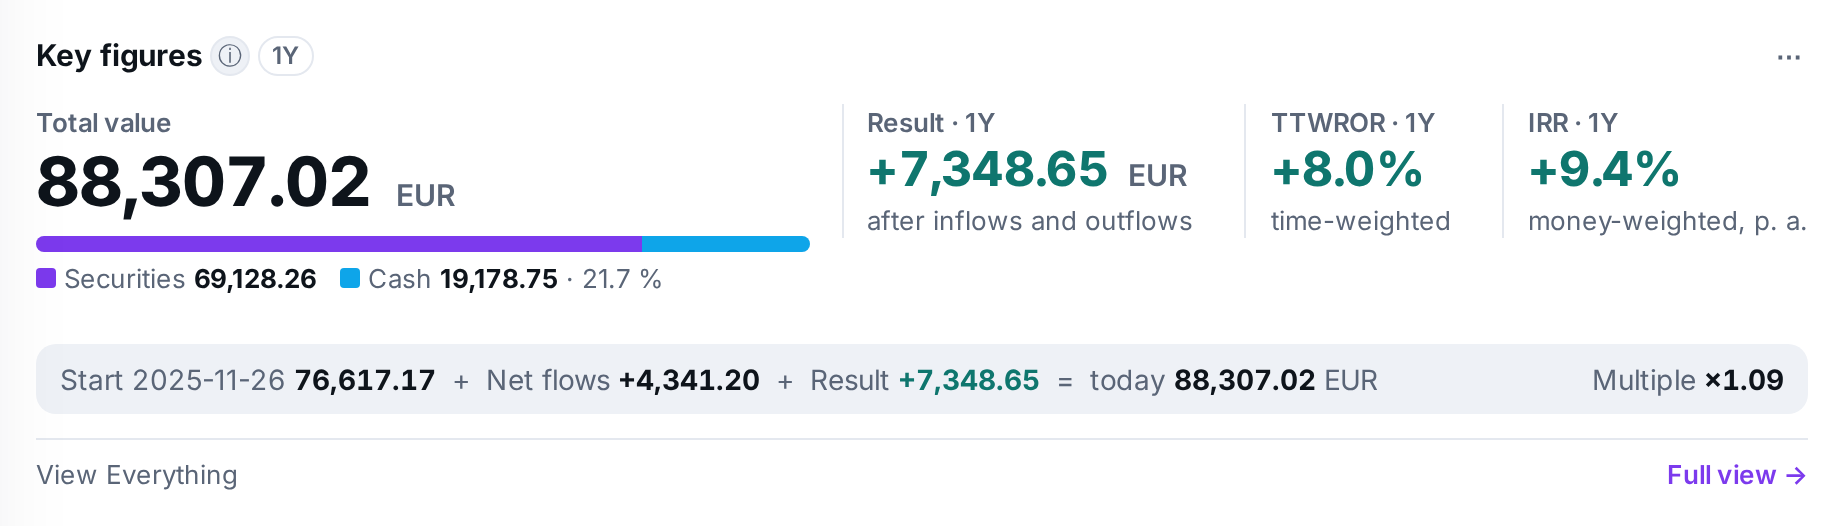 Key figures ⓘ 1Y ...
Total value
88,307.02 EUR
Securities 69,128.26 Cash 19,178.75 · 21.7 %
Result · 1Y
+7,348.65 EUR
after inflows and outflows
TTWROR · 1Y
+8.0%
time-weighted
IRR · 1Y
+9.4%
money-weighted, p. a.
Start 2025-11-26 76,617.17 + Net flows +4,341.20 + Result +7,348.65 = today 88,307.02 EUR Multiple ×1.09
View Everything Full view →